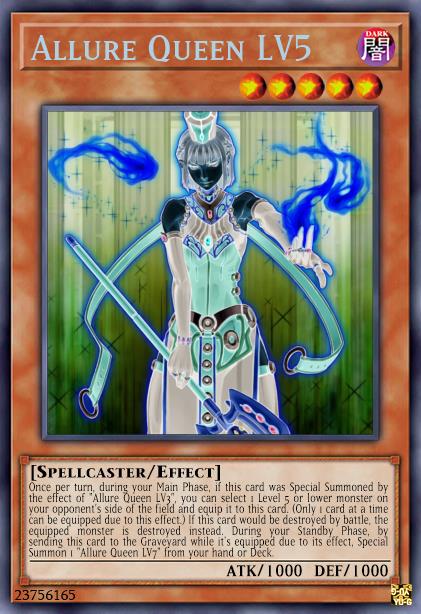 Allure Queen LV5
DARK
闇
[Spellcaster/Effect]
Once per turn, during your Main Phase, if this card was Special Summoned by
the effect of "Allure Queen LV3", you can select 1 Level 5 or lower monster on
your opponent's side of the field and equip it to this card. (Only 1 card at a time
can be equipped due to this effect.) If this card would be destroyed by battle, the
equipped monster is destroyed instead. During your Standby Phase, by
sending this card to the Graveyard while it's equipped due to its effect, Special
Summon 1 "Allure Queen LV7" from your hand or Deck.
ATK/1000 DEF/1000
23756165